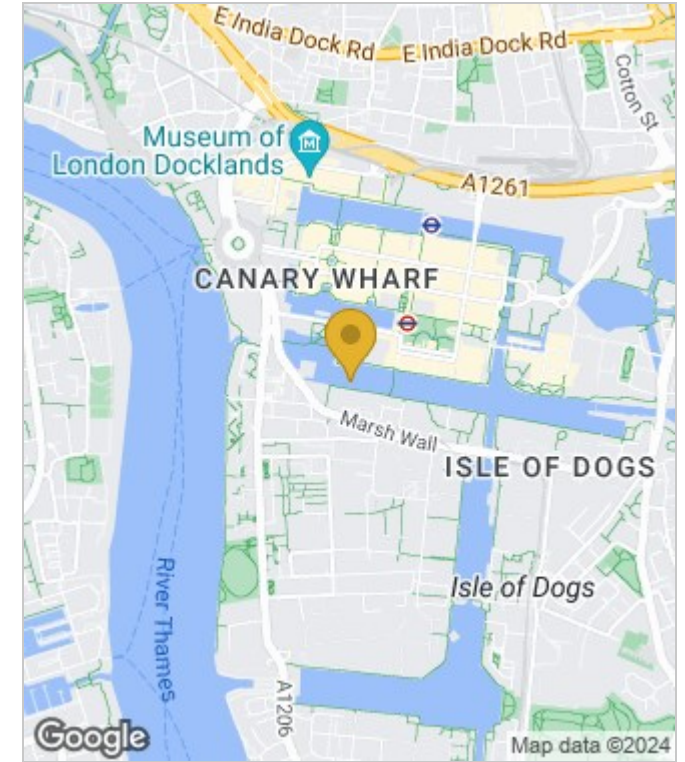 E India Dock Rd
E India Dock Rd
Cotton St
Museum of
London Docklands
A1261
CANARY WHARF
Marsh Wall
ISLE OF DOGS
Isle of Dogs
River Thames
A1206
Google
Map data ©2024